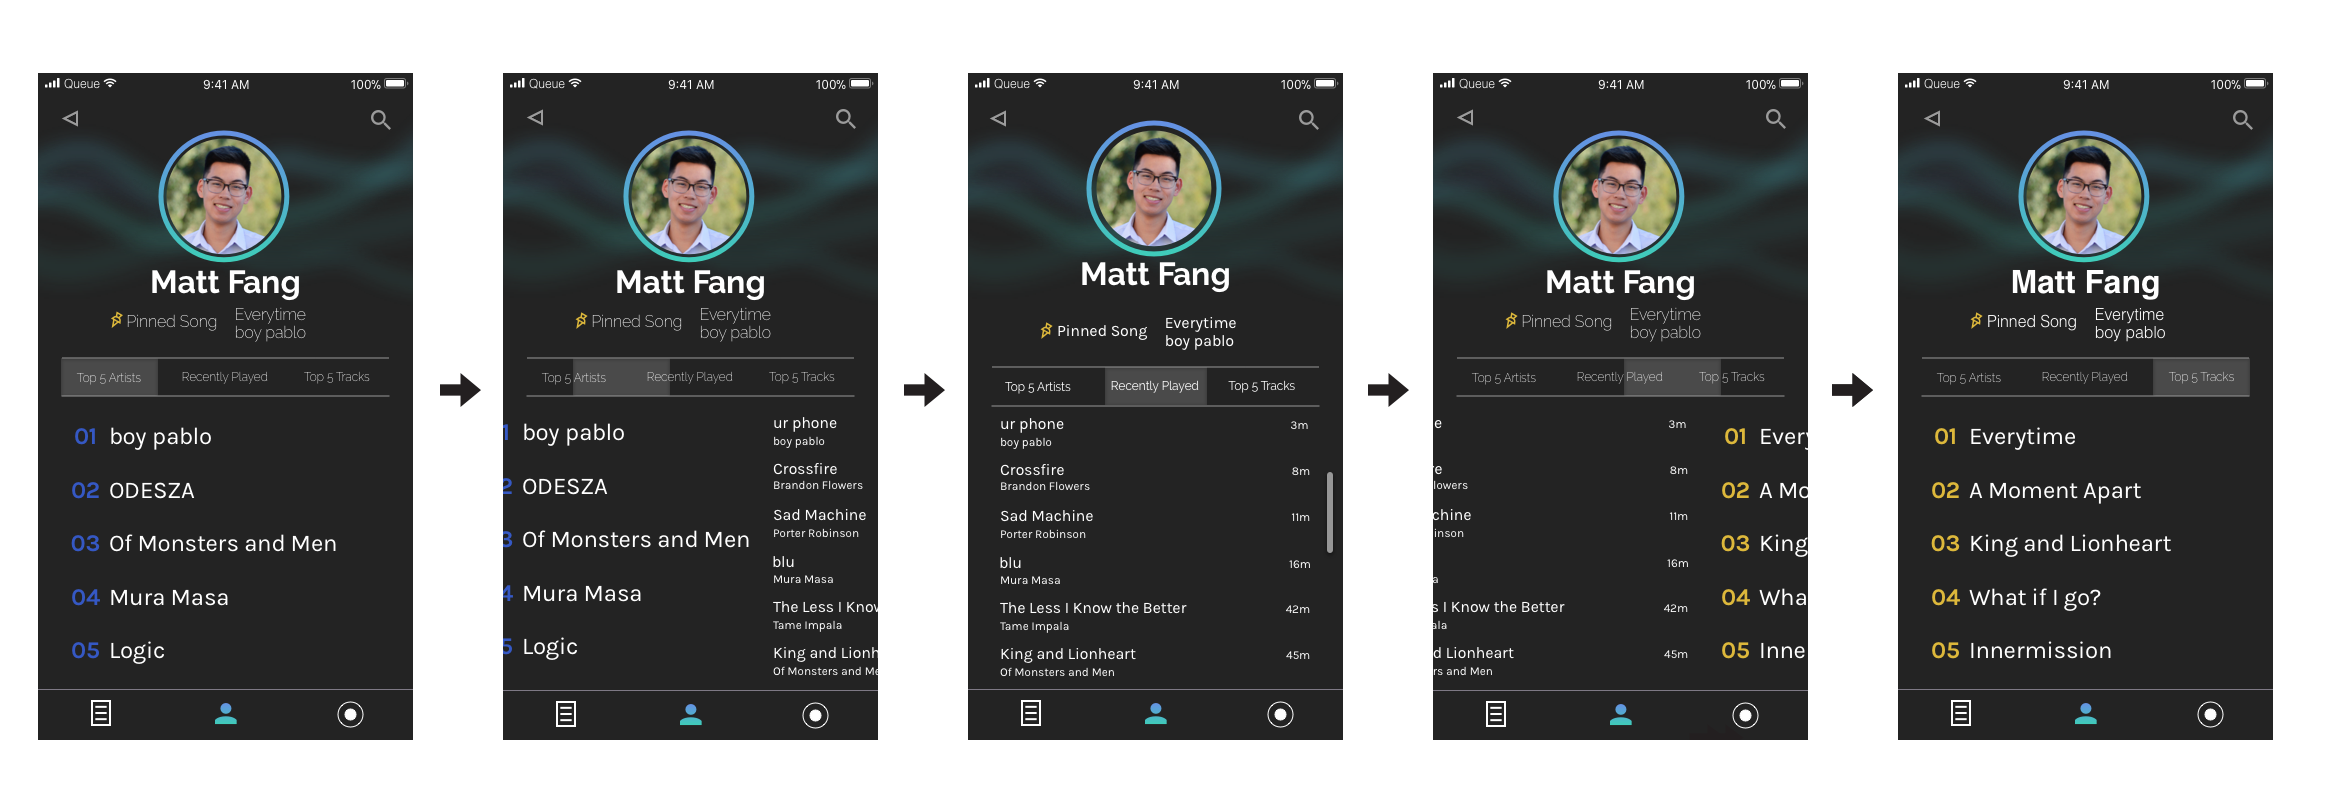 Queue 9:41 AM 100%
Matt Fang
Pinned Song Everytime
boy pablo
Top 5 Artists Recently Played Top 5 Tracks
01 boy pablo
02 ODESZA
03 Of Monsters and Men
04 Mura Masa
05 Logic
Queue 9:41 AM 100%
Matt Fang
Pinned Song Everytime
boy pablo
Top 5 Artists Recently Played Top 5 Tracks
1 boy pablo
2 ODESZA
3 Of Monsters and Men
4 Mura Masa
5 Logic
ur phone
boy pablo
Crossfire
Brandon Flowers
Sad Machine
Porter Robinson
blu
Mura Masa
The Less I Know
Tame Impala
King and Lionh
Of Monsters and Me
Queue 9:41 AM 100%
Matt Fang
Pinned Song Everytime
boy pablo
Top 5 Artists Recently Played Top 5 Tracks
ur phone 3m
boy pablo
Crossfire 8m
Brandon Flowers
Sad Machine 11m
Porter Robinson
blu 16m
Mura Masa
The Less I Know the Better 42m
Tame Impala
King and Lionheart 45m
Of Monsters and Men
Queue 9:41 AM 100%
Matt Fang
Pinned Song Everytime
boy pablo
Top 5 Artists Recently Played Top 5 Tracks
e 3m
re 8m
lowers
chine 11m
inson
16m
a
s I Know the Better 42m
pala
d Lionheart 45m
rs and Men
01 Every
02 A Mo
03 King
04 Wha
05 Inne
Queue 9:41 AM 100%
Matt Fang
Pinned Song Everytime
boy pablo
Top 5 Artists Recently Played Top 5 Tracks
01 Everytime
02 A Moment Apart
03 King and Lionheart
04 What if I go?
05 Innermission